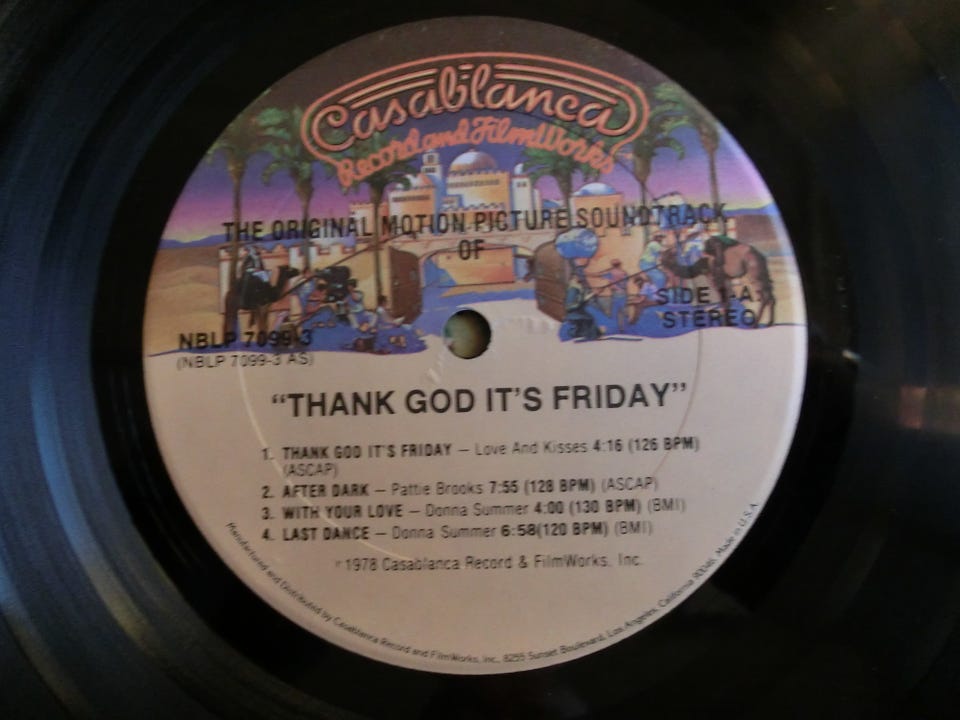 Casablanca
Record and FilmWorks
THE ORIGINAL MOTION PICTURE SOUNDTRACK
OF
SIDE 1-A
STEREO
NBLP 7099-3
(NBLP 7099-3 AS)
“THANK GOD IT'S FRIDAY”
1. THANK GOD IT'S FRIDAY — Love And Kisses 4:16 (126 BPM)
(ASCAP)
2. AFTER DARK — Pattie Brooks 7:55 (128 BPM) (ASCAP)
3. WITH YOUR LOVE — Donna Summer 4:00 (130 BPM) (BMI)
4. LAST DANCE — Donna Summer 6:58(120 BPM) (BMI)
℗1978 Casablanca Record & FilmWorks, Inc.
Manufactured and Distributed by Casablanca Record and FilmWorks, Inc., 8255 Sunset Boulevard, Los Angeles, California 90046. Made in U.S.A.